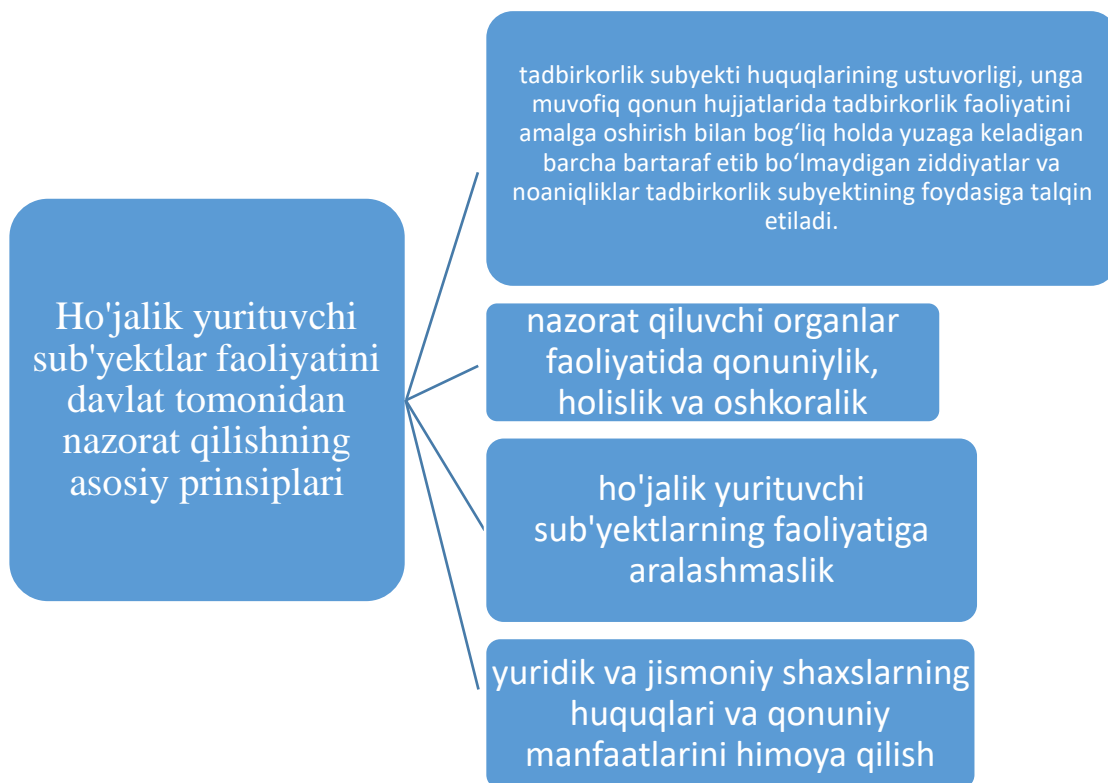 Ho'jalik yurituvchi
sub'yektlar faoliyatini
davlat tomonidan
nazorat qilishning
asosiy prinsiplari
tadbirkorlik subyekti huquqlarining ustuvorligi, unga
muvofiq qonun hujjatlarida tadbirkorlik faoliyatini
amalga oshirish bilan bog‘liq holda yuzaga keladigan
barcha bartaraf etib bo‘lmaydigan ziddiyatlar va
noaniqliklar tadbirkorlik subyektining foydasiga talqin
etiladi.
nazorat qiluvchi organlar
faoliyatida qonuniylik,
holislik va oshkoralik
ho'jalik yurituvchi
sub'yektlarning faoliyatiga
aralashmaslik
yuridik va jismoniy shaxslarning
huquqlari va qonuniy
manfaatlarini himoya qilish